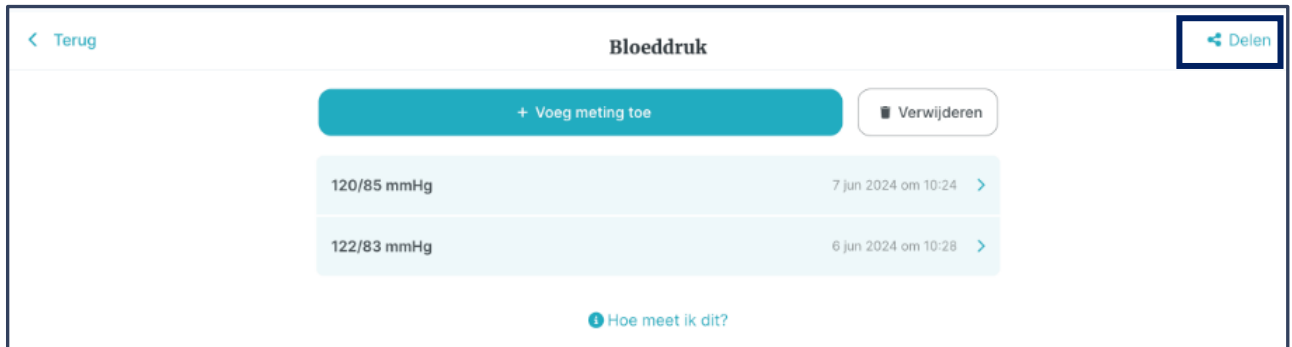 Terug
Bloeddruk
Delen
+ Voeg meting toe
Verwijderen
120/85 mmHg 7 jun 2024 om 10:24
122/83 mmHg 6 jun 2024 om 10:28
Hoe meet ik dit?